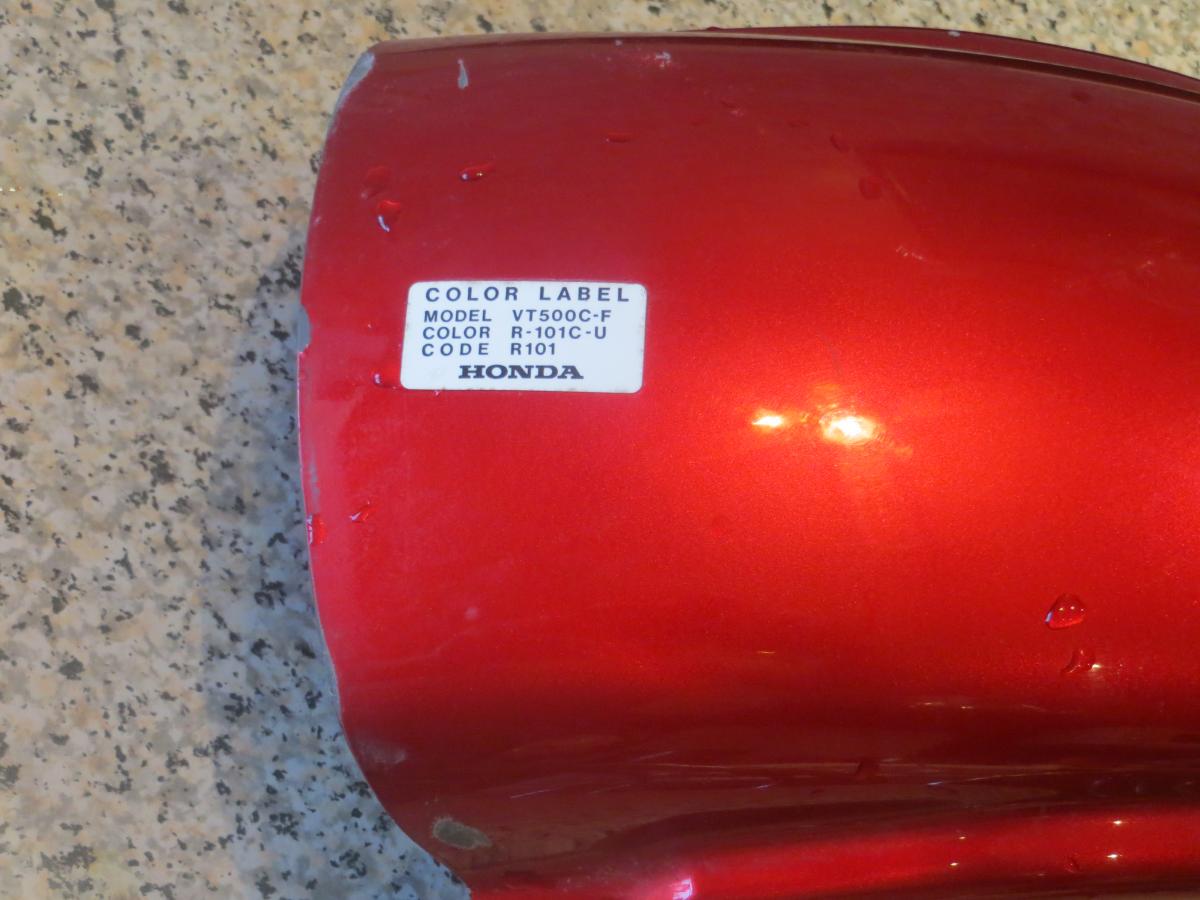 COLOR LABEL
MODEL VT500C-F
COLOR R-101C-U
CODE R101
HONDA